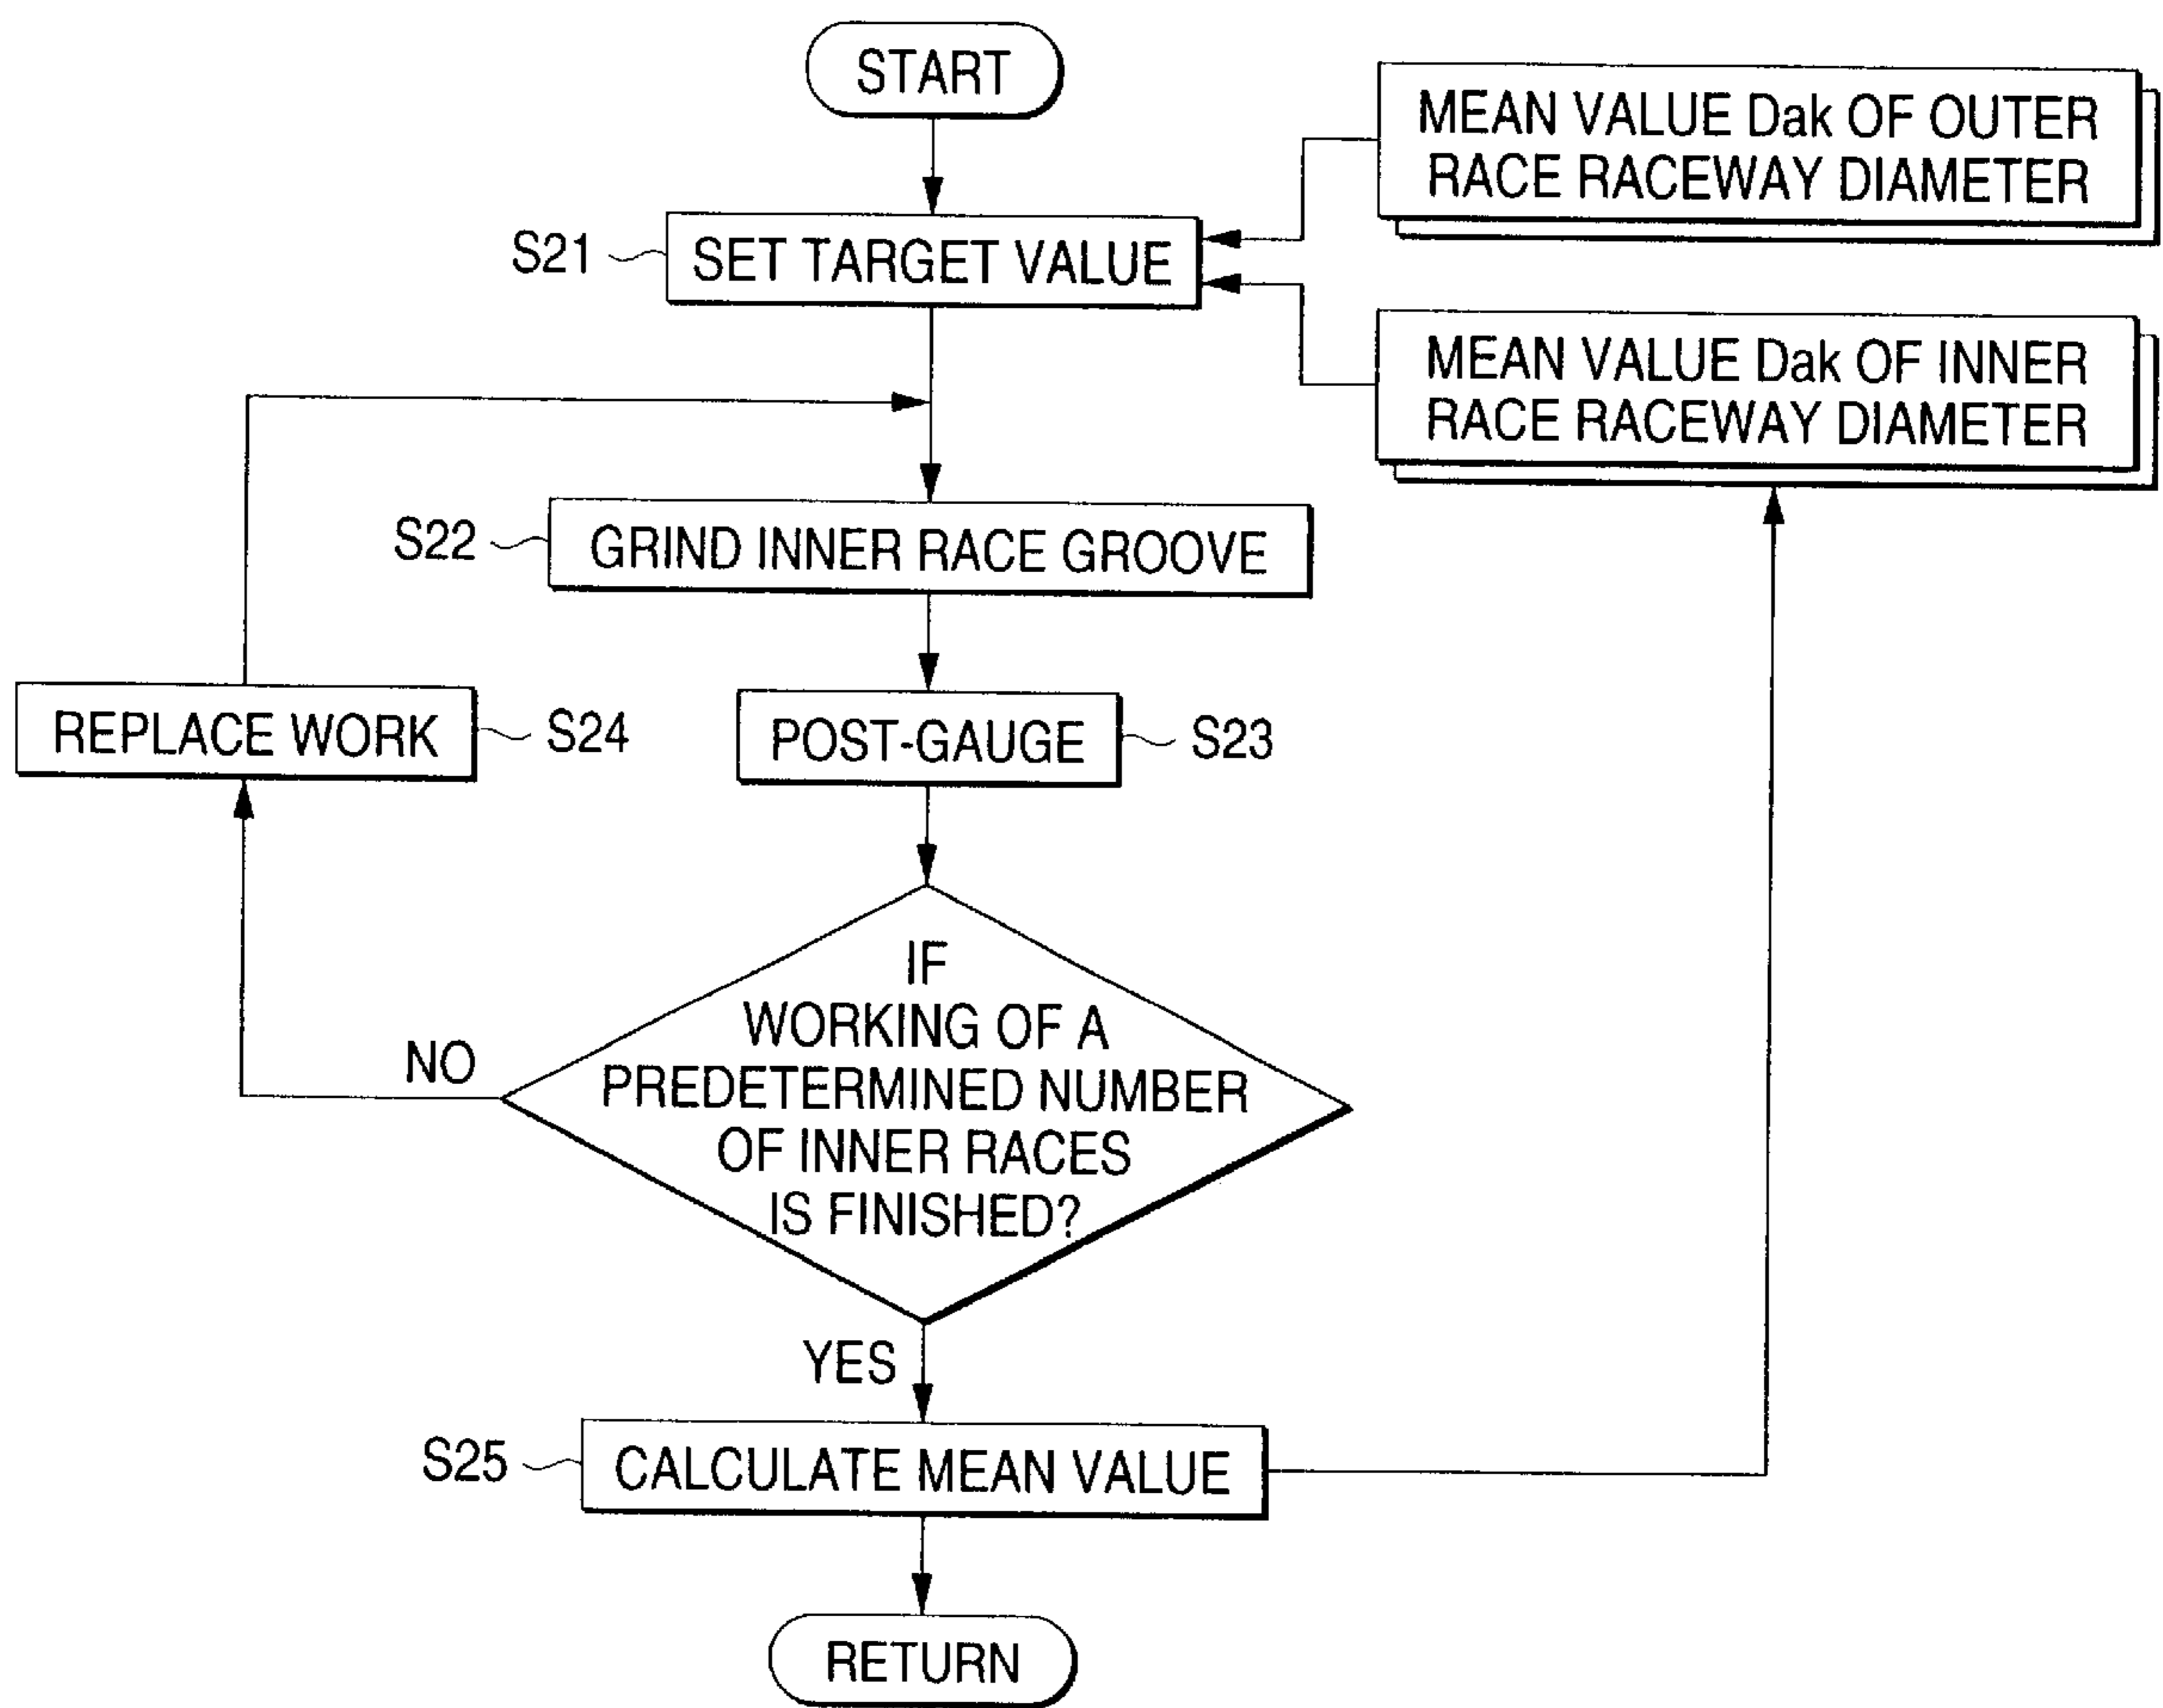 START
MEAN VALUE Dak OF OUTER
RACE RACEWAY DIAMETER
S21
SET TARGET VALUE
MEAN VALUE Dak OF INNER
RACE RACEWAY DIAMETER
S22
GRIND INNER RACE GROOVE
REPLACE WORK
S24
POST-GAUGE
S23
IF
WORKING OF A
PREDETERMINED NUMBER
OF INNER RACES
IS FINISHED?
NO
YES
S25
CALCULATE MEAN VALUE
RETURN